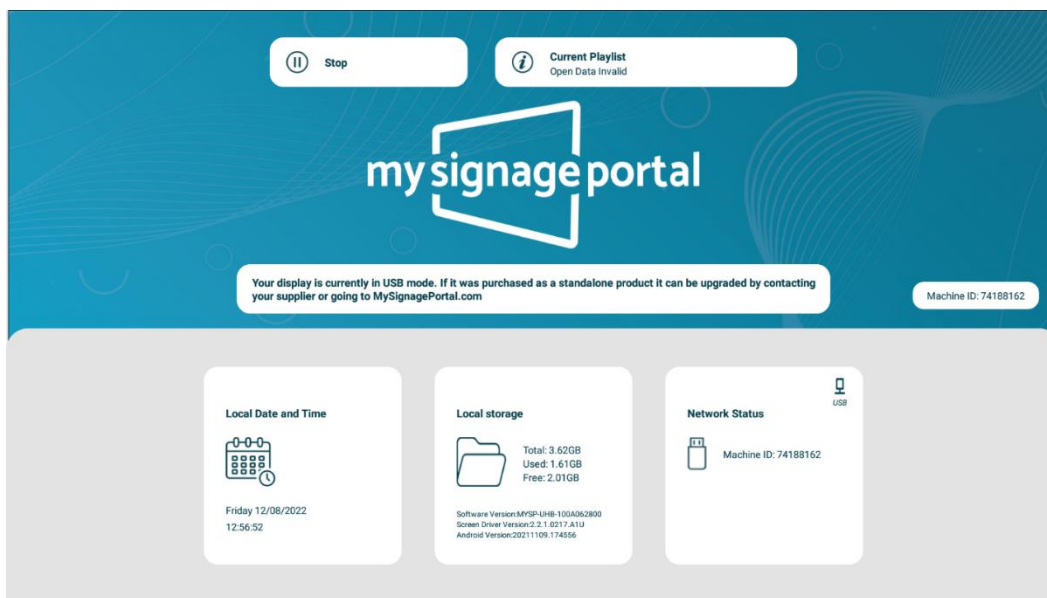 Stop
Current Playlist
Open Data Invalid
my signage portal
Your display is currently in USB mode. If it was purchased as a standalone product it can be upgraded by contacting
your supplier or going to MySignagePortal.com
Machine ID: 74188162
Local Date and Time
Friday 12/08/2022
12:56:52
Local storage
Total: 3.62GB
Used: 1.61GB
Free: 2.01GB
Software Version:MYSP-UHB-100A062800
Screen Driver Version:2.2.1.0217.A1U
Android Version:20211109.174556
USB
Network Status
Machine ID: 74188162